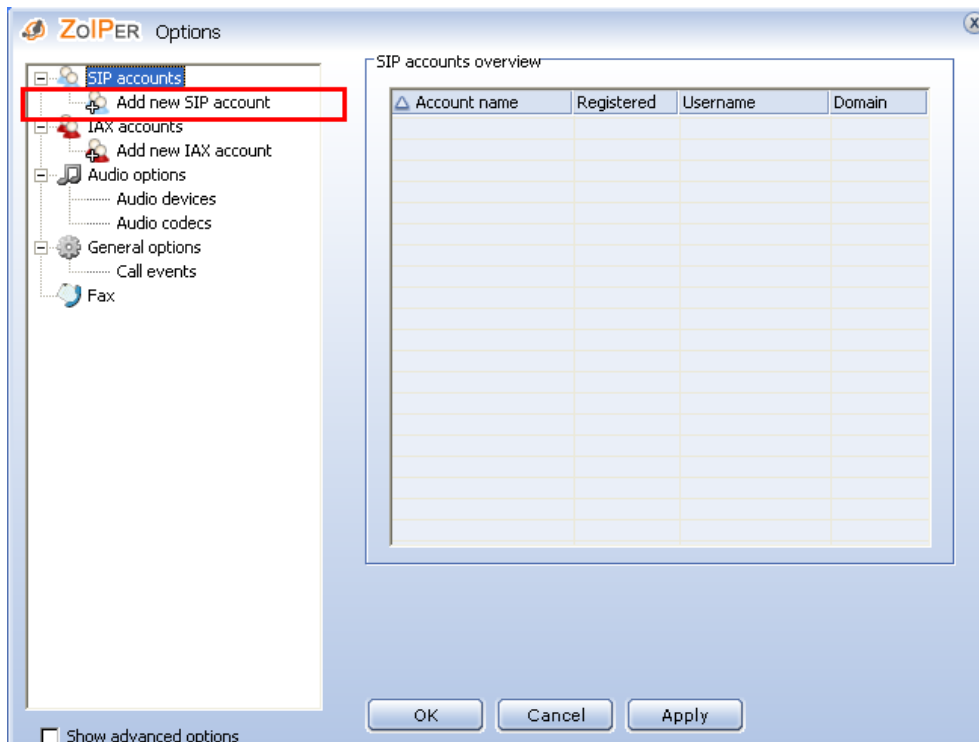 ZoIPER Options
SIP accounts
Add new SIP account
IAX accounts
Add new IAX account
Audio options
Audio devices
Audio codecs
General options
Call events
Fax
Show advanced options
SIP accounts overview
Account name Registered Username Domain
OK Cancel Apply